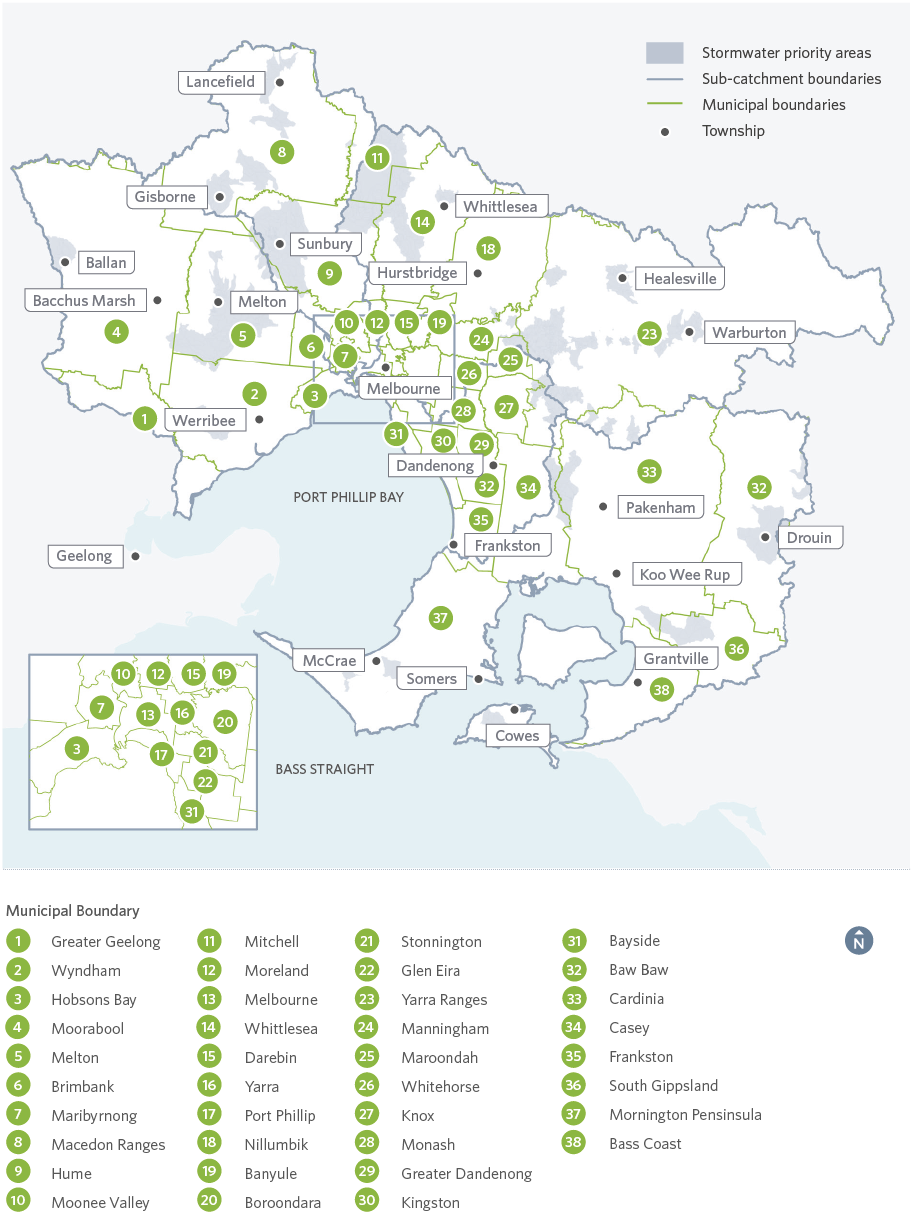 Stormwater priority areas
Sub-catchment boundaries
Municipal boundaries
Township
Lancefield
8
11
Gisborne
Whittlesea
14
Sunbury
18
Ballan
9
Hurstbridge
Healesville
Bacchus Marsh
Melton
4
5
10
12
15
19
6
7
24
25
23
Warburton
Melbourne
26
2
3
1
Werribee
28
27
31
30
29
Dandenong
33
32
34
32
PORT PHILLIP BAY
Pakenham
35
Drouin
Geelong
Frankston
Koo Wee Rup
37
36
McCrae
Grantville
Somers
38
Cowes
BASS STRAIGHT
10
12
15
19
7
13
16
20
3
17
21
22
31
Municipal Boundary
1 Greater Geelong
2 Wyndham
3 Hobsons Bay
4 Moorabool
5 Melton
6 Brimbank
7 Maribyrnong
8 Macedon Ranges
9 Hume
10 Moonee Valley
11 Mitchell
12 Moreland
13 Melbourne
14 Whittlesea
15 Darebin
16 Yarra
17 Port Phillip
18 Nillumbik
19 Banyule
20 Boroondara
21 Stonnington
22 Glen Eira
23 Yarra Ranges
24 Manningham
25 Maroondah
26 Whitehorse
27 Knox
28 Monash
29 Greater Dandenong
30 Kingston
31 Bayside
32 Baw Baw
33 Cardinia
34 Casey
35 Frankston
36 South Gippsland
37 Mornington Pensinsula
38 Bass Coast
N